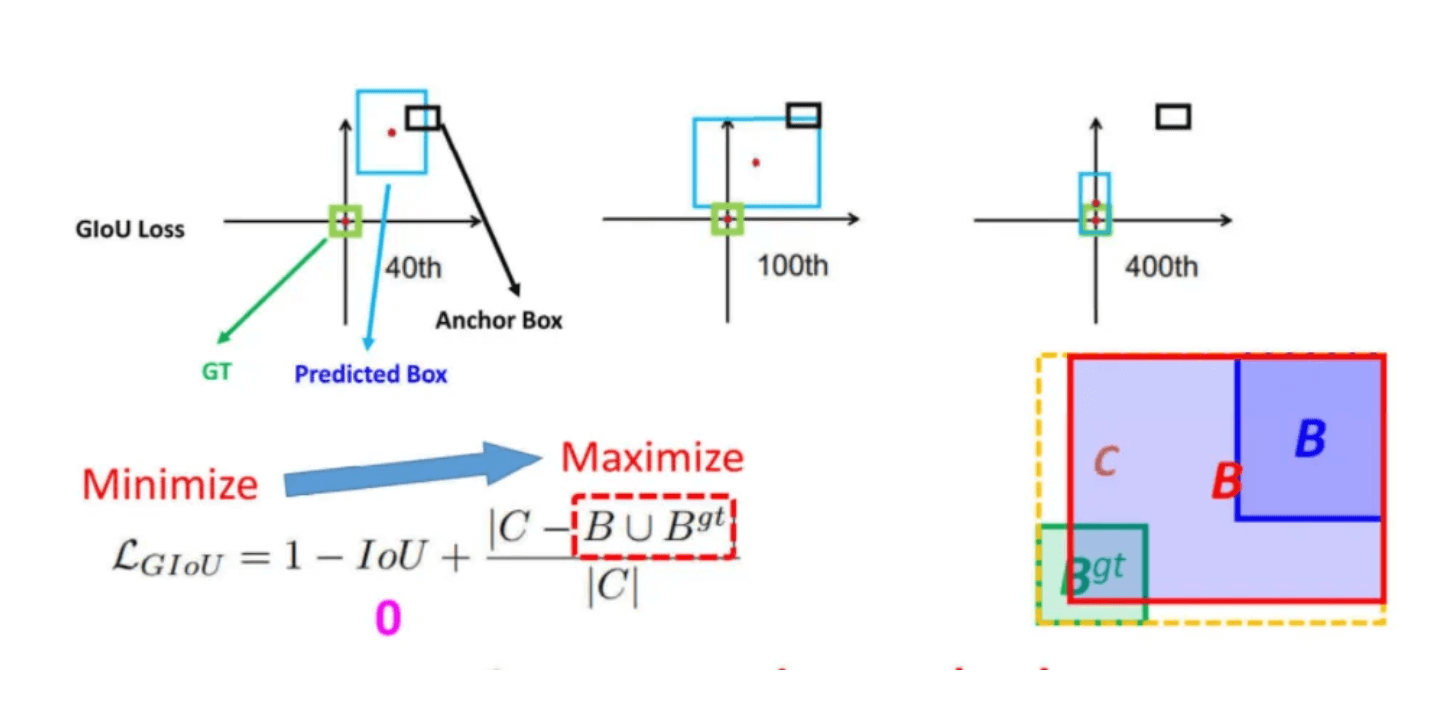 GIoU Loss
40th
100th
400th
Anchor Box
GT
Predicted Box
Minimize
Maximize
C
B
B
B^{gt}
\mathcal{L}_{GIoU} = 1 - IoU + \frac{|C - B \cup B^{gt}|}{|C|}
0